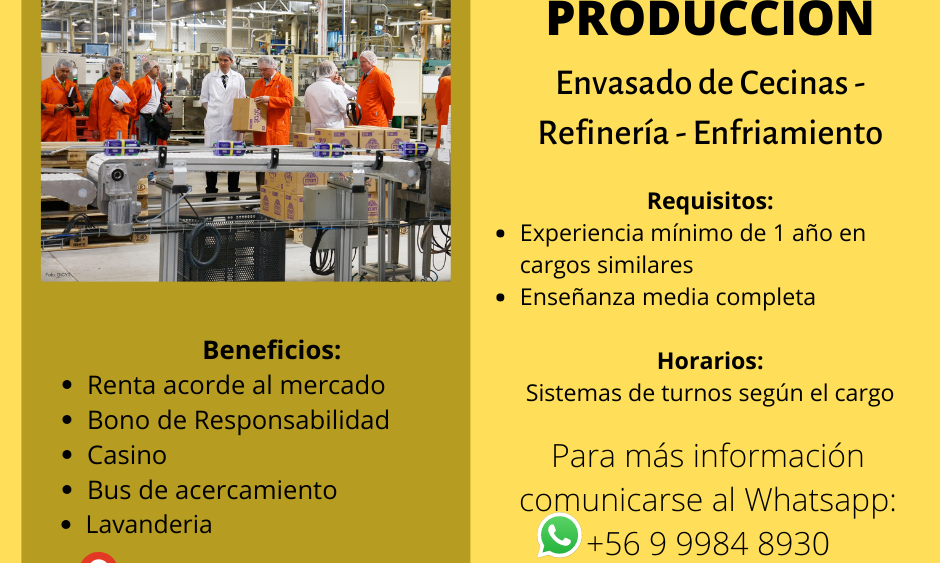 PRODUCCIÓN
Envasado de Cecinas -
Refinería - Enfriamiento
Requisitos:
Experiencia mínimo de 1 año en
cargos similares
Enseñanza media completa
Horarios:
Sistemas de turnos según el cargo
Para más información
comunicarse al Whatsapp:
+56 9 9984 8930
Beneficios:
Renta acorde al mercado
Bono de Responsabilidad
Casino
Bus de acercamiento
Lavanderia